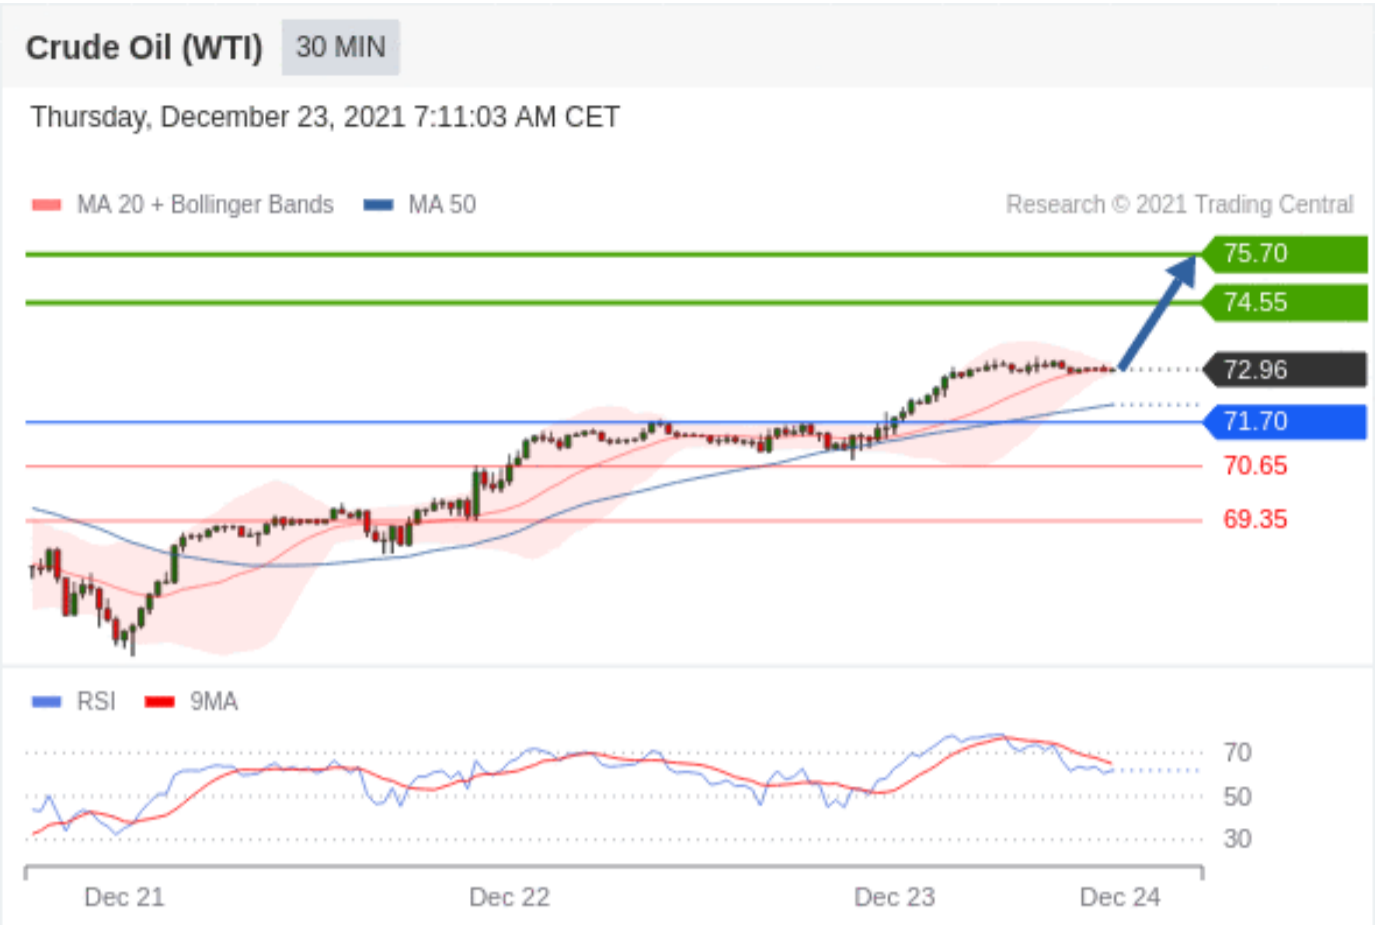 Crude Oil (WTI) 30 MIN
Thursday, December 23, 2021 7:11:03 AM CET
MA 20 + Bollinger Bands MA 50 Research © 2021 Trading Central
75.70
74.55
72.96
71.70
70.65
69.35
RSI 9MA
70
50
30
Dec 21 Dec 22 Dec 23 Dec 24